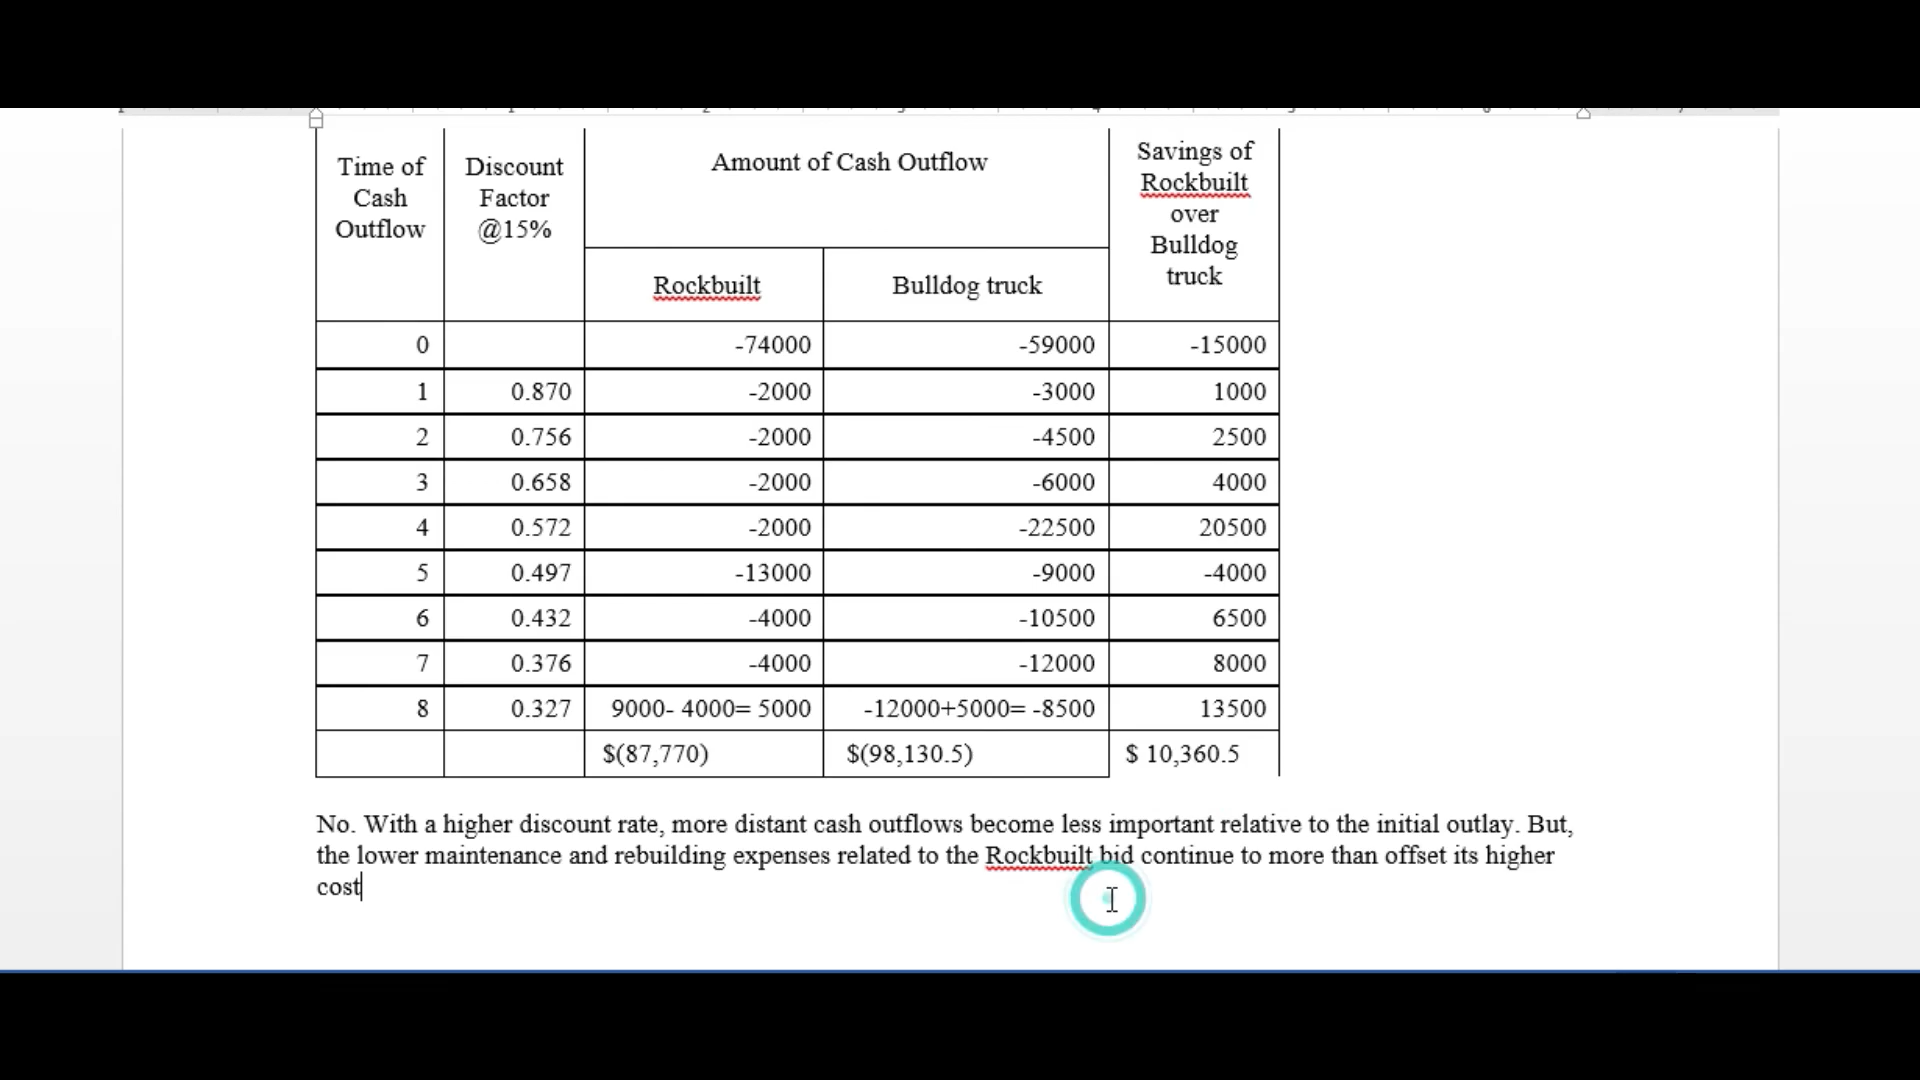 Time of Cash Outflow
Discount Factor @15%
Amount of Cash Outflow
Savings of Rockbuilt over Bulldog truck
Rockbuilt
Bulldog truck
0 -74000 -59000 -15000
1 0.870 -2000 -3000 1000
2 0.756 -2000 -4500 2500
3 0.658 -2000 -6000 4000
4 0.572 -2000 -22500 20500
5 0.497 -13000 -9000 -4000
6 0.432 -4000 -10500 6500
7 0.376 -4000 -12000 8000
8 0.327 9000- 4000= 5000 -12000+5000= -8500 13500
$(87,770) $(98,130.5) $ 10,360.5
No. With a higher discount rate, more distant cash outflows become less important relative to the initial outlay. But,
the lower maintenance and rebuilding expenses related to the Rockbuilt bid continue to more than offset its higher
cost